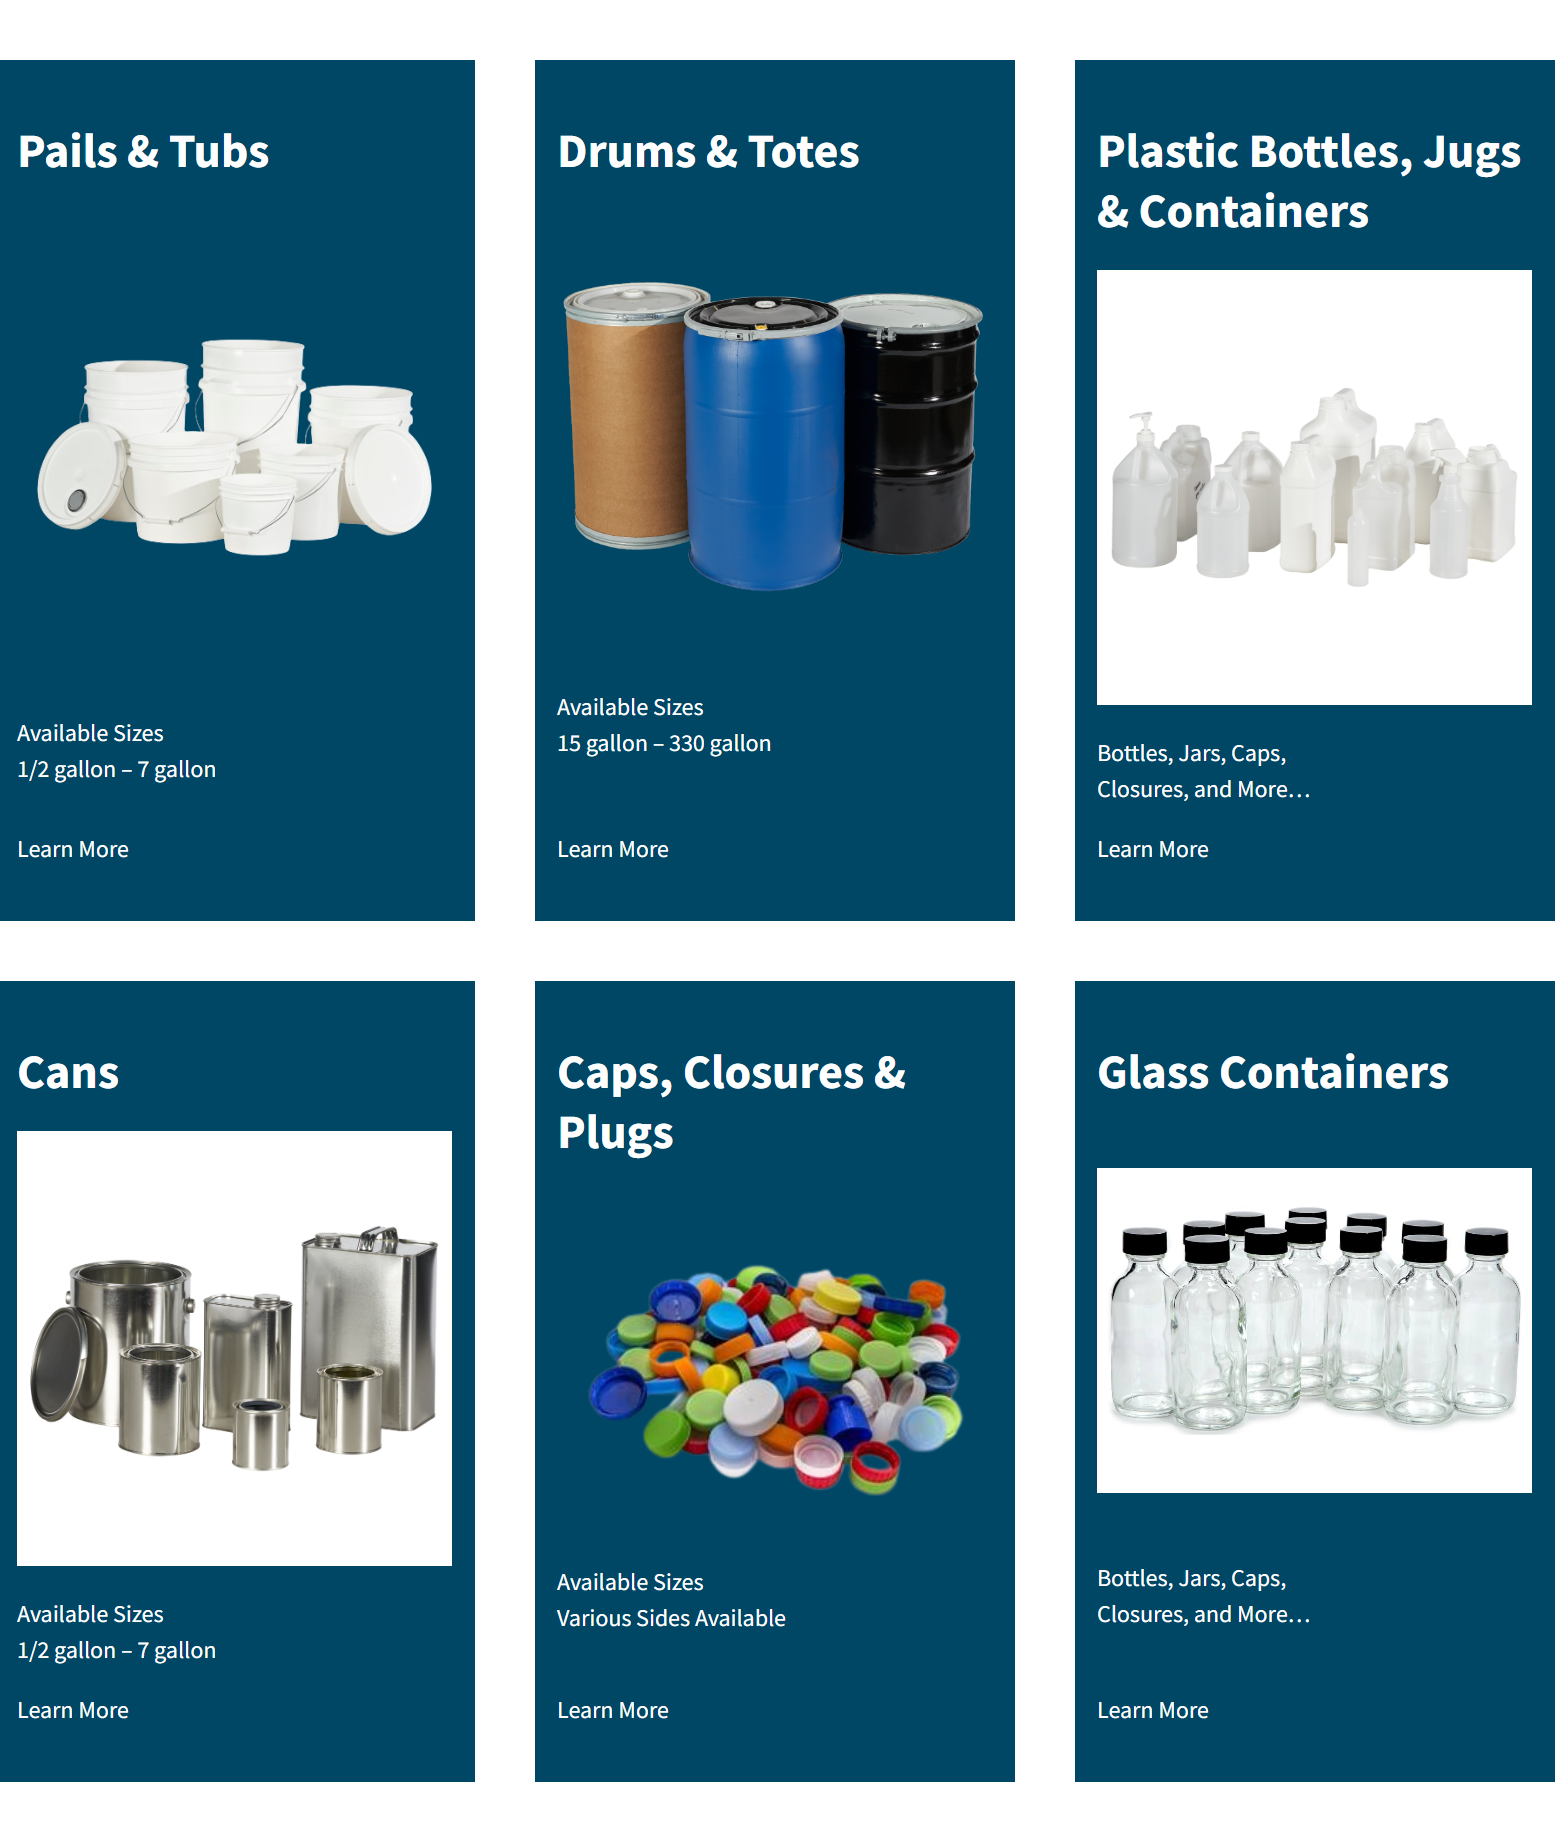 Pails & Tubs
Available Sizes
1/2 gallon – 7 gallon
Learn More
Drums & Totes
Available Sizes
15 gallon – 330 gallon
Learn More
Plastic Bottles, Jugs
& Containers
Bottles, Jars, Caps,
Closures, and More…
Learn More
Cans
Available Sizes
1/2 gallon – 7 gallon
Learn More
Caps, Closures &
Plugs
Available Sizes
Various Sides Available
Learn More
Glass Containers
Bottles, Jars, Caps,
Closures, and More…
Learn More